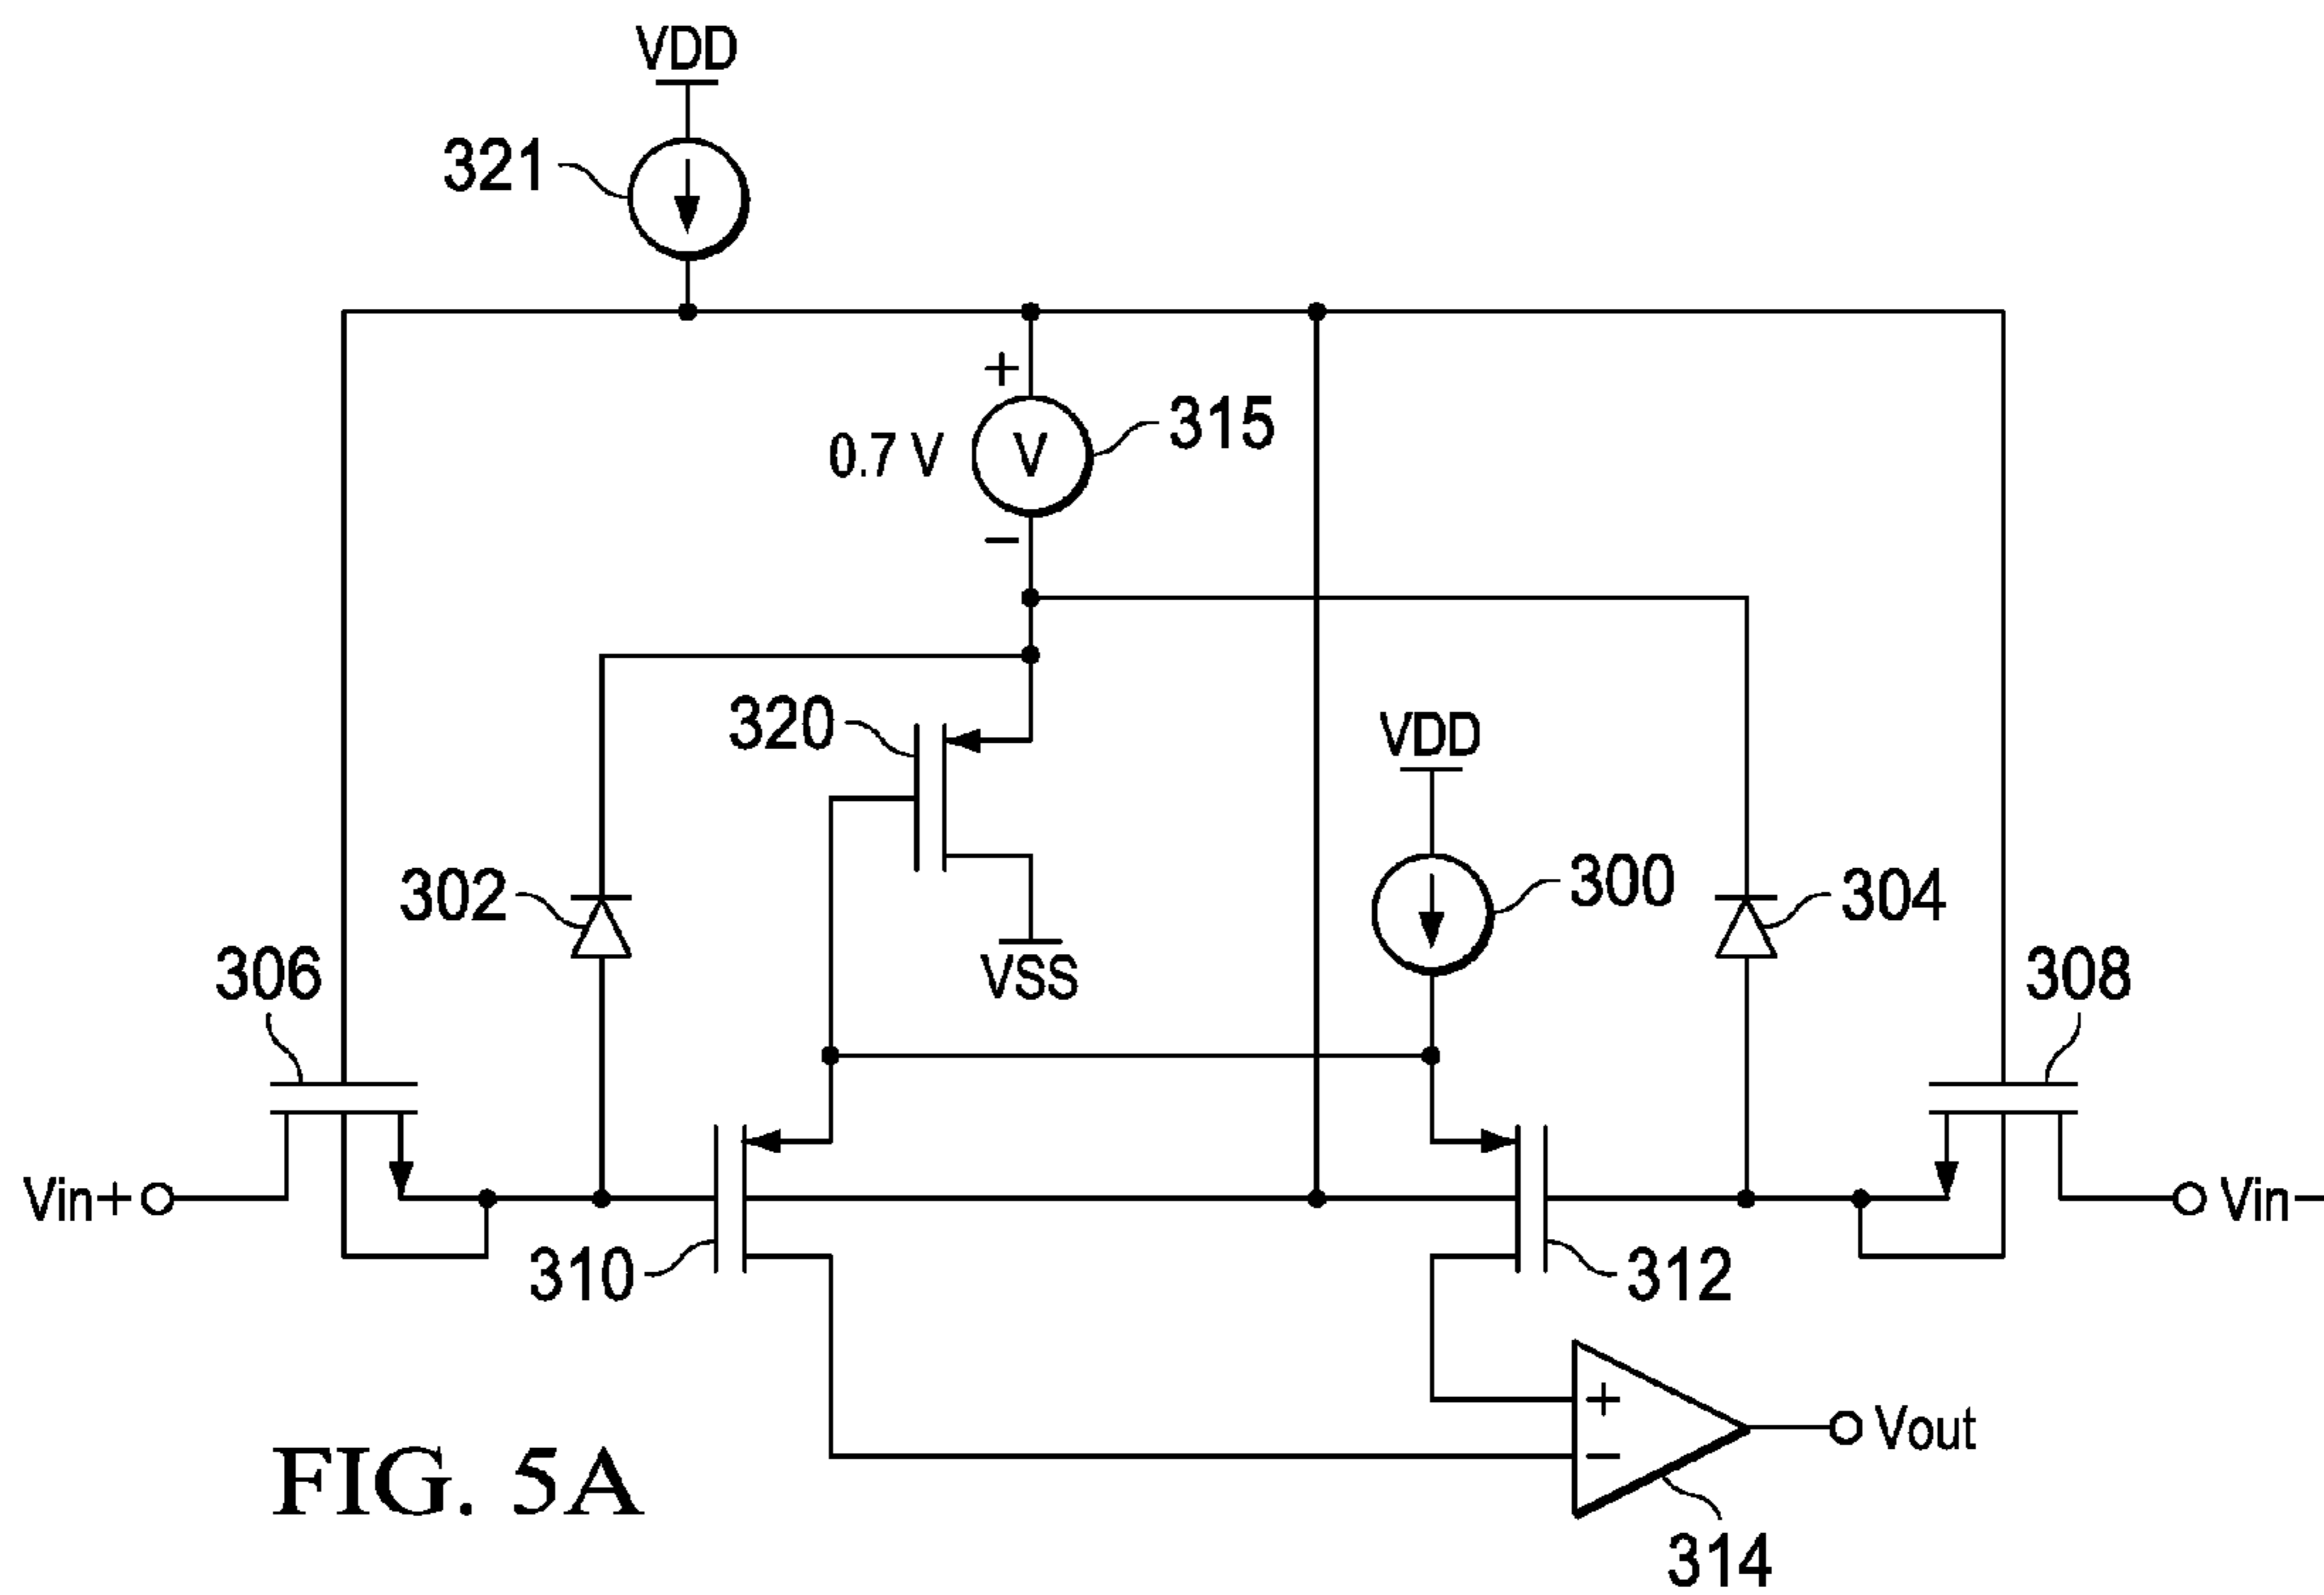 VDD
321
+
315
0.7 V
V
−
320
VDD
302
300
304
306
VSS
308
Vin+
Vin−
310
312
+
Vout
−
FIG. 5A
314